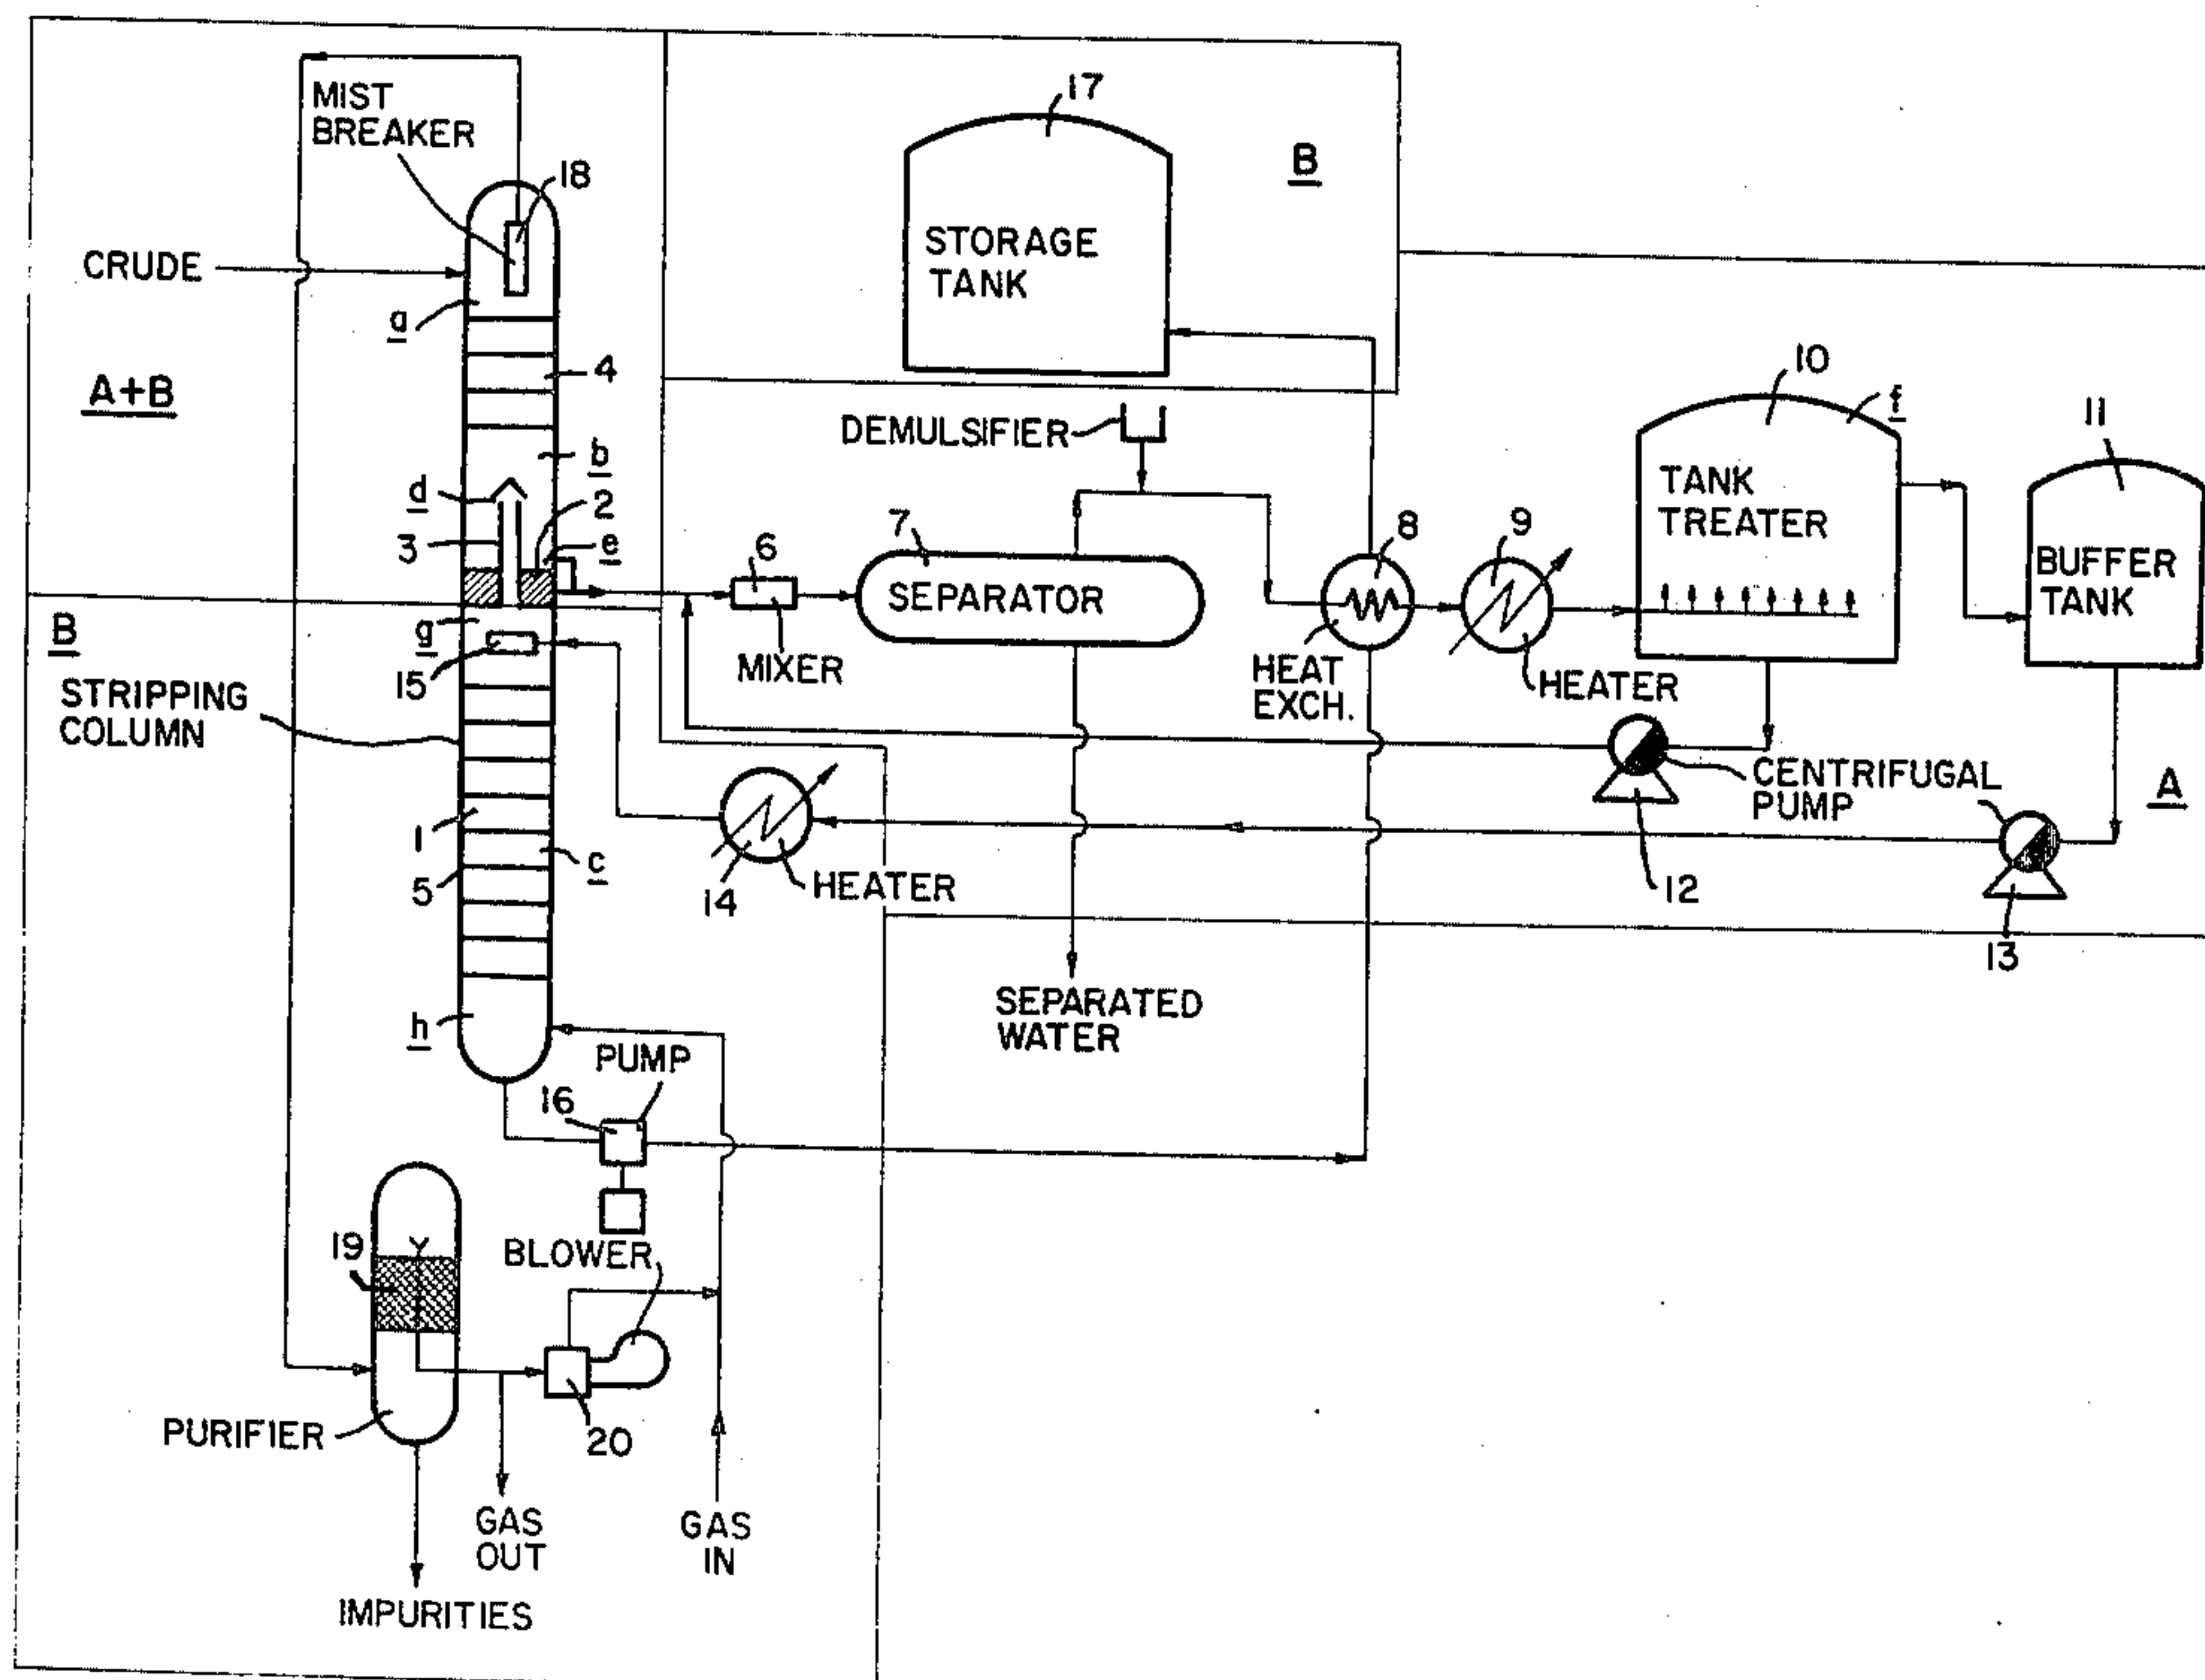 MIST
BREAKER
18
17
B
CRUDE
STORAGE
TANK
a
4
A+B
10
f
11
DEMULSIFIER
b
d
2
TANK
TREATER
3
e
6
7
8
9
BUFFER
TANK
SEPARATOR
B
g
15
MIXER
HEAT
EXCH.
HEATER
STRIPPING
COLUMN
CENTRIFUGAL
PUMP
A
1
c
5
14
HEATER
12
13
SEPARATED
WATER
h
PUMP
16
19
BLOWER
PURIFIER
20
GAS
OUT
GAS
IN
IMPURITIES